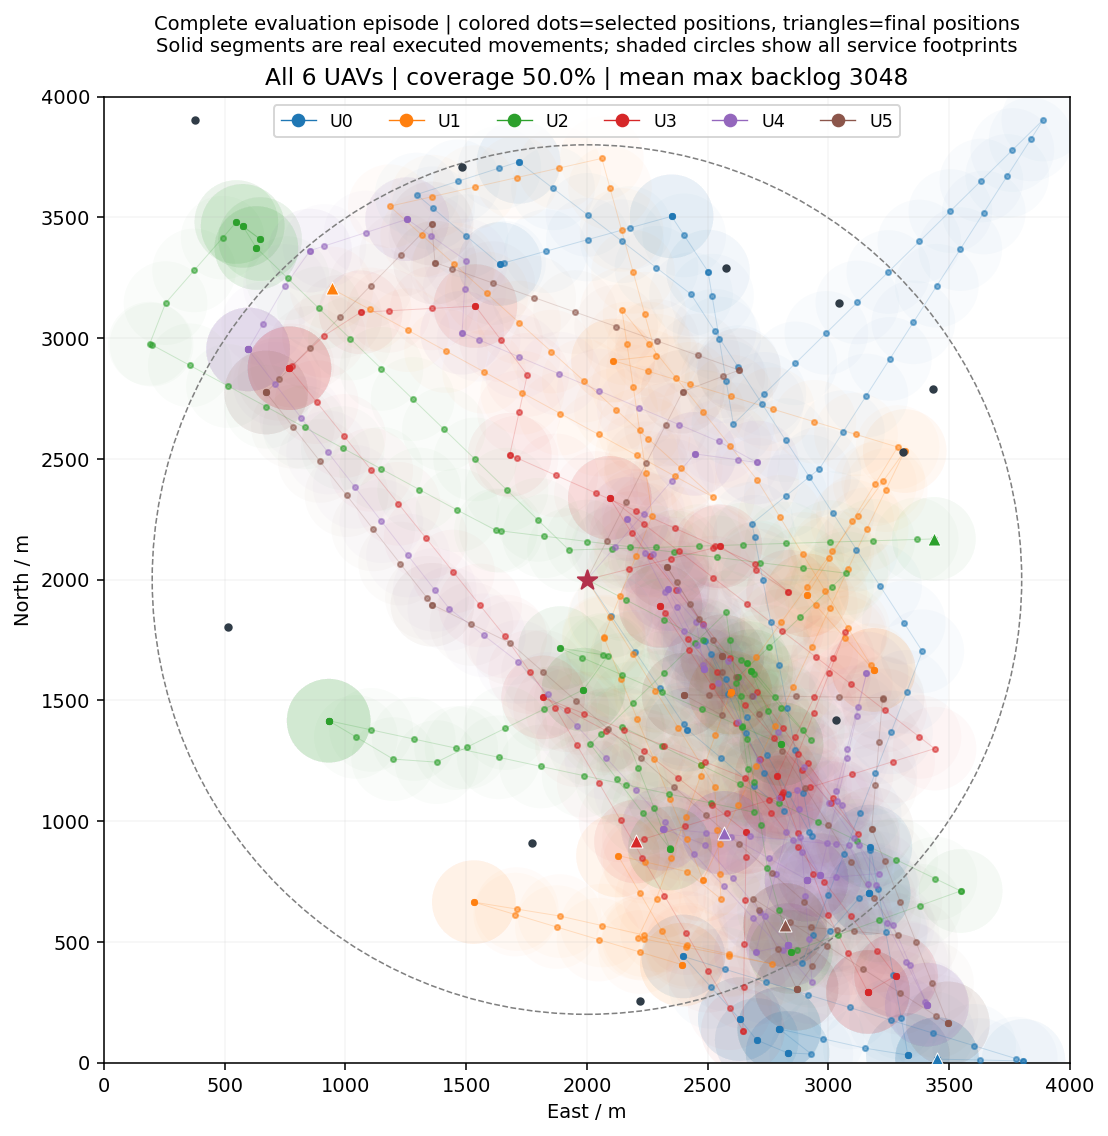 Complete evaluation episode | colored dots=selected positions, triangles=final positions
Solid segments are real executed movements; shaded circles show all service footprints
All 6 UAVs | coverage 50.0% | mean max backlog 3048
U0 U1 U2 U3 U4 U5
4000
3500
3000
2500
2000
1500
1000
500
0
North / m
0 500 1000 1500 2000 2500 3000 3500 4000
East / m